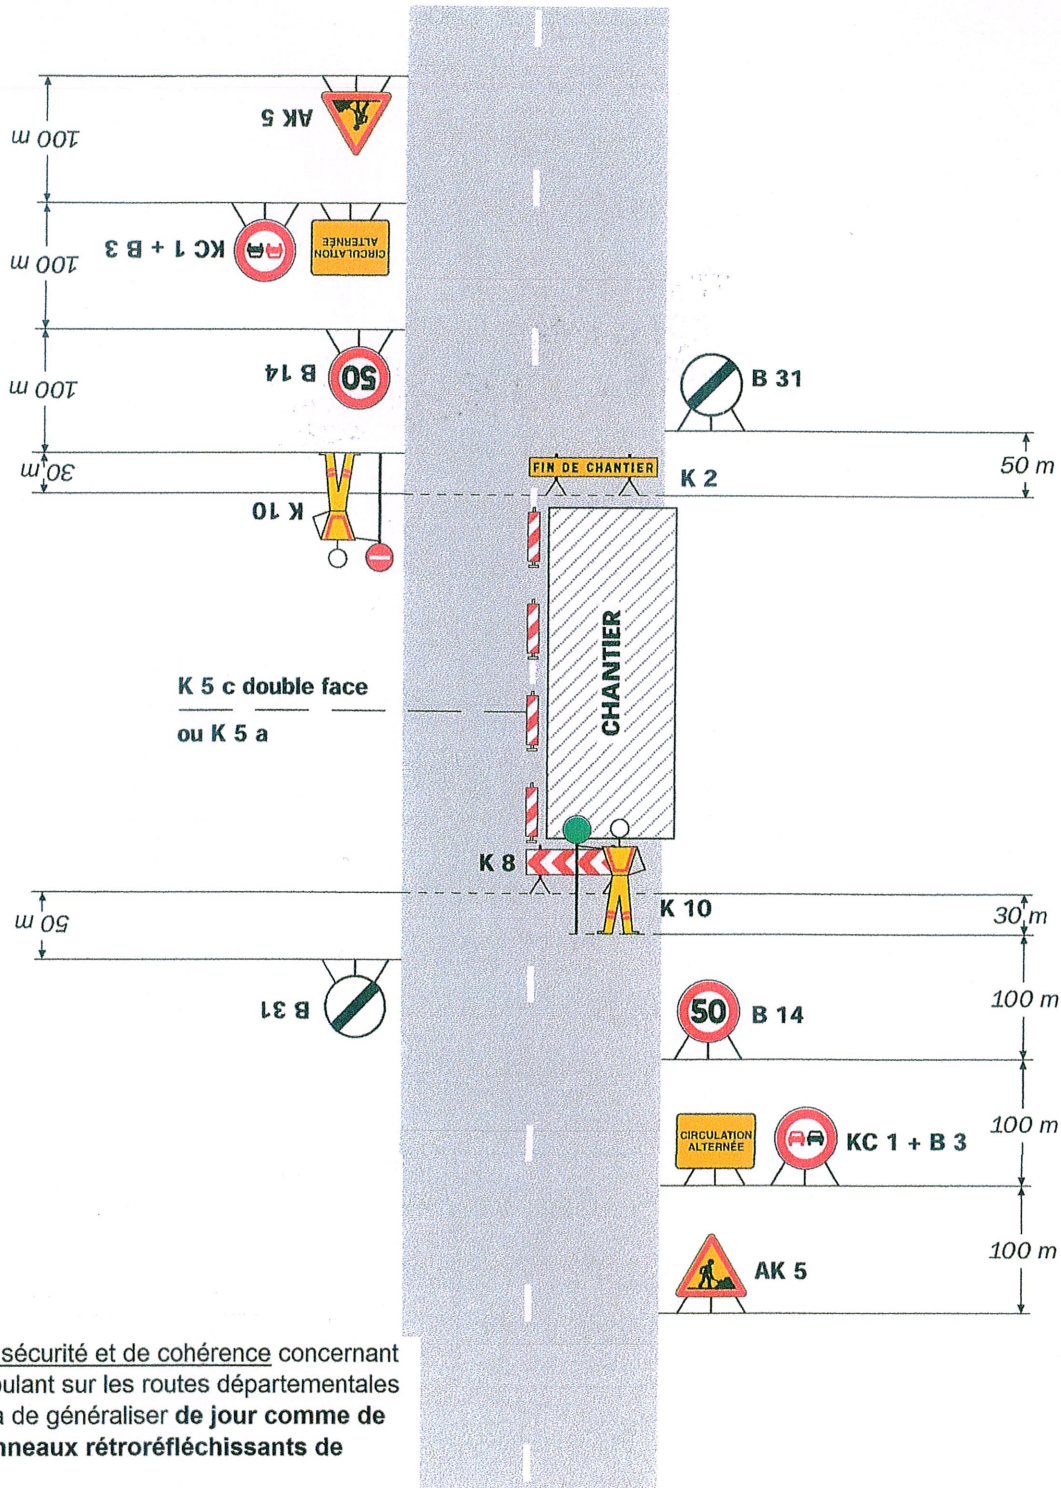 100 m
AK 5
100 m
KC 1 + B 3
CIRCULATION
ALTERNÉE
100 m
B 14
50
B 31
30 m
FIN DE CHANTIER
K 2
50 m
K 10
CHANTIER
K 5 c double face
ou K 5 a
K 8
K 10
50 m
30 m
B 31
50
B 14
100 m
CIRCULATION
ALTERNÉE
KC 1 + B 3
100 m
AK 5
100 m
sécurité et de cohérence concernant
oulant sur les routes départementales
a de généraliser de jour comme de
nneaux rétroréfléchissants de